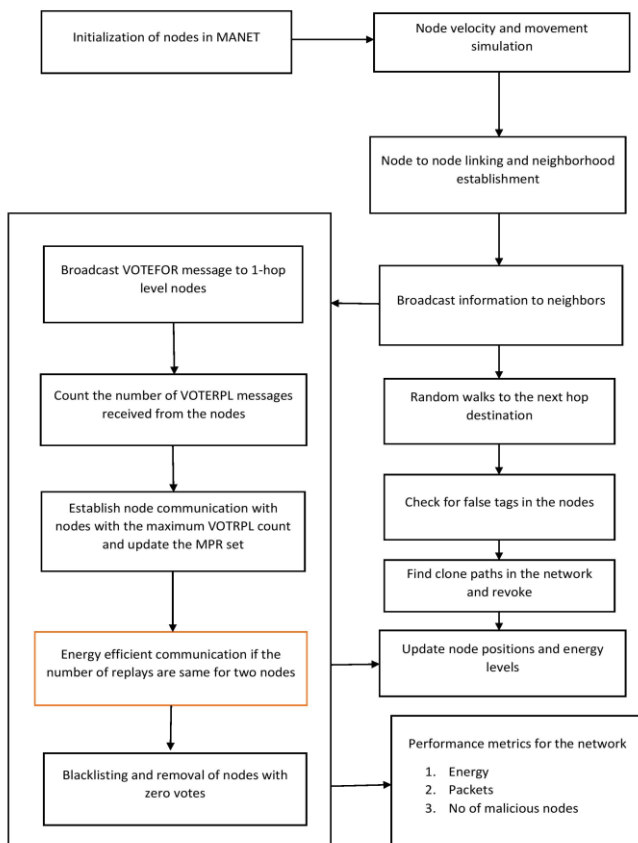 Initialization of nodes in MANET
Node velocity and movement
simulation
Node to node linking and neighborhood
establishment
Broadcast information to neighbors
Random walks to the next hop
destination
Check for false tags in the nodes
Find clone paths in the network
and revoke
Update node positions and energy
levels
Broadcast VOTEFOR message to 1-hop
level nodes
Count the number of VOTERPL messages
received from the nodes
Establish node communication with
nodes with the maximum VOTRPL count
and update the MPR set
Energy efficient communication if the
number of replays are same for two nodes
Blacklisting and removal of nodes with
zero votes
Performance metrics for the network
1. Energy
2. Packets
3. No of malicious nodes